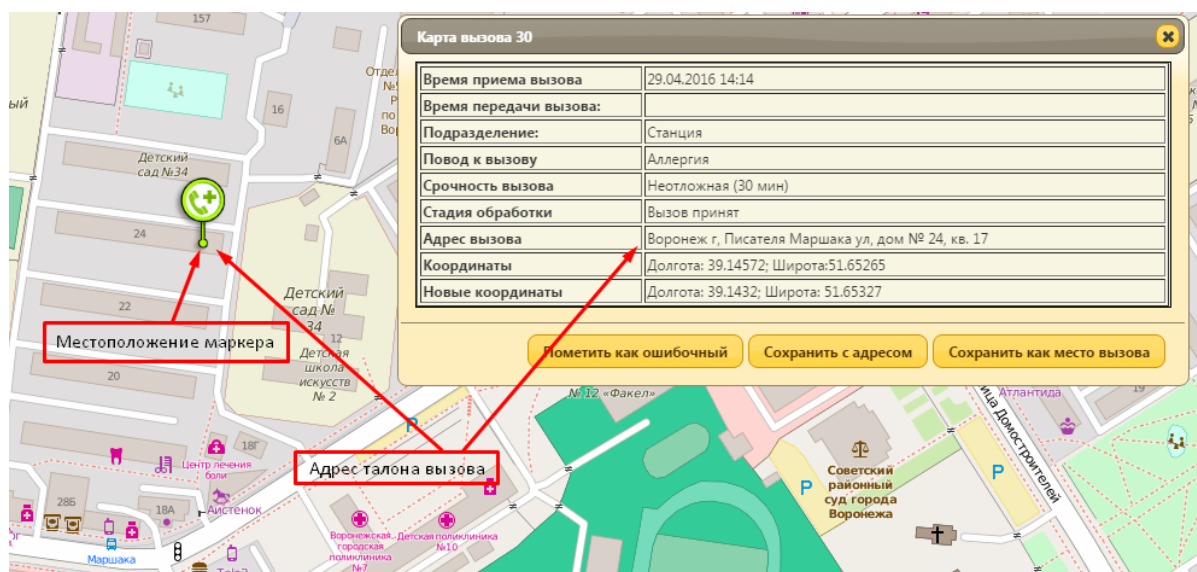 157
Карта вызова 30
Время приема вызова 29.04.2016 14:14
Время передачи вызова:
Подразделение: Станция
Повод к вызову Аллергия
Срочность вызова Неотложная (30 мин)
Стадия обработки Вызов принят
Адрес вызова Воронеж г, Писателя Маршака ул, дом № 24, кв. 17
Координаты Долгота: 39.14572; Широта:51.65265
Новые координаты Долгота: 39.1432; Широта: 51.65327
Пометить как ошибочный
Сохранить с адресом
Сохранить как место вызова
16
6А
Детский
сад №34
24
22
Детский
сад №
34
12
Местоположение маркера
Детская
школа
искусств
№ 2
20
№ 12 «Факел»
Атлантида
19
P
18Г
Центр лечения
боли
Адрес талона вызова
Советский
районный
суд города
Воронежа
P
P
ица Домостроителей
28Б
18А
Аистёнок
Воронежская
городская
поликлиника
№7
Детская поликлиника
№10
Маршака
Tele2